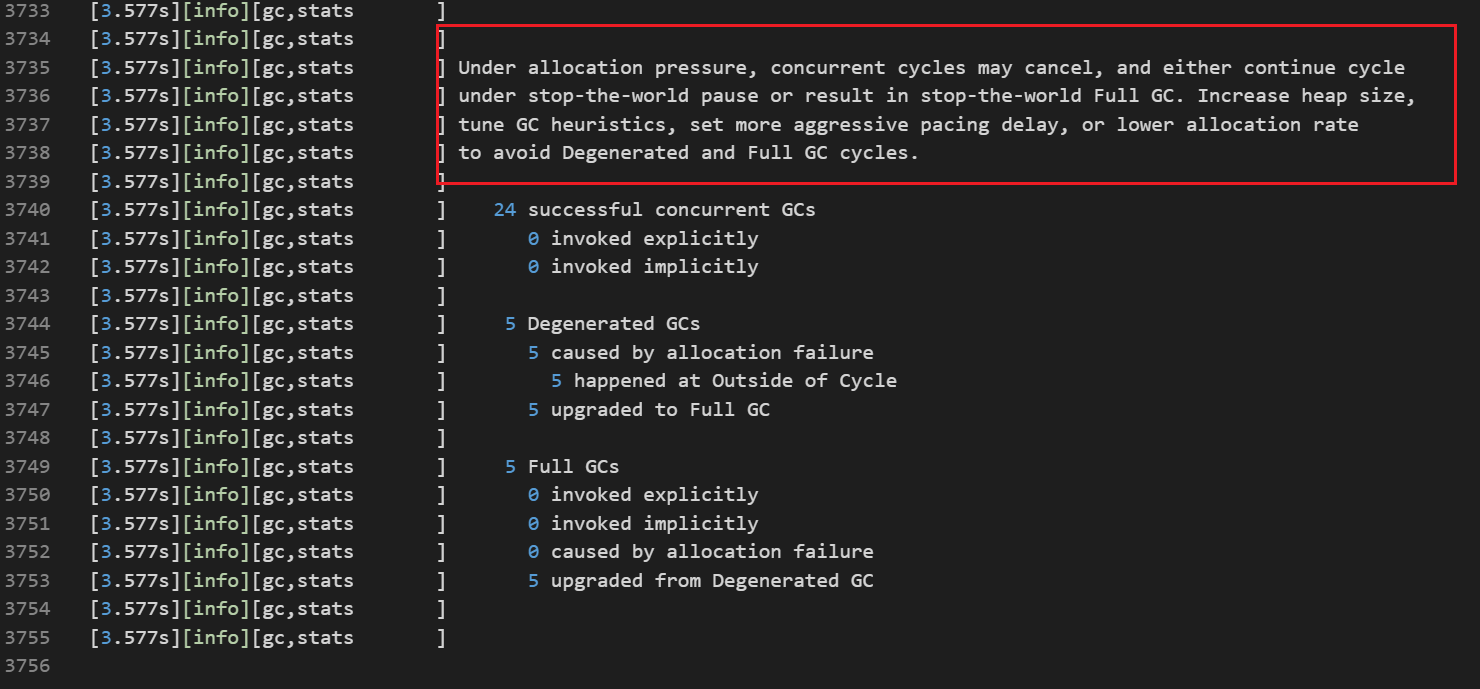 3733 [3.577s][info][gc,stats ]
3734 [3.577s][info][gc,stats ]
3735 [3.577s][info][gc,stats ] Under allocation pressure, concurrent cycles may cancel, and either continue cycle
3736 [3.577s][info][gc,stats ] under stop-the-world pause or result in stop-the-world Full GC. Increase heap size,
3737 [3.577s][info][gc,stats ] tune GC heuristics, set more aggressive pacing delay, or lower allocation rate
3738 [3.577s][info][gc,stats ] to avoid Degenerated and Full GC cycles.
3739 [3.577s][info][gc,stats ]
3740 [3.577s][info][gc,stats ] 24 successful concurrent GCs
3741 [3.577s][info][gc,stats ] 0 invoked explicitly
3742 [3.577s][info][gc,stats ] 0 invoked implicitly
3743 [3.577s][info][gc,stats ]
3744 [3.577s][info][gc,stats ] 5 Degenerated GCs
3745 [3.577s][info][gc,stats ] 5 caused by allocation failure
3746 [3.577s][info][gc,stats ] 5 happened at Outside of Cycle
3747 [3.577s][info][gc,stats ] 5 upgraded to Full GC
3748 [3.577s][info][gc,stats ]
3749 [3.577s][info][gc,stats ] 5 Full GCs
3750 [3.577s][info][gc,stats ] 0 invoked explicitly
3751 [3.577s][info][gc,stats ] 0 invoked implicitly
3752 [3.577s][info][gc,stats ] 0 caused by allocation failure
3753 [3.577s][info][gc,stats ] 5 upgraded from Degenerated GC
3754 [3.577s][info][gc,stats ]
3755 [3.577s][info][gc,stats ]
3756